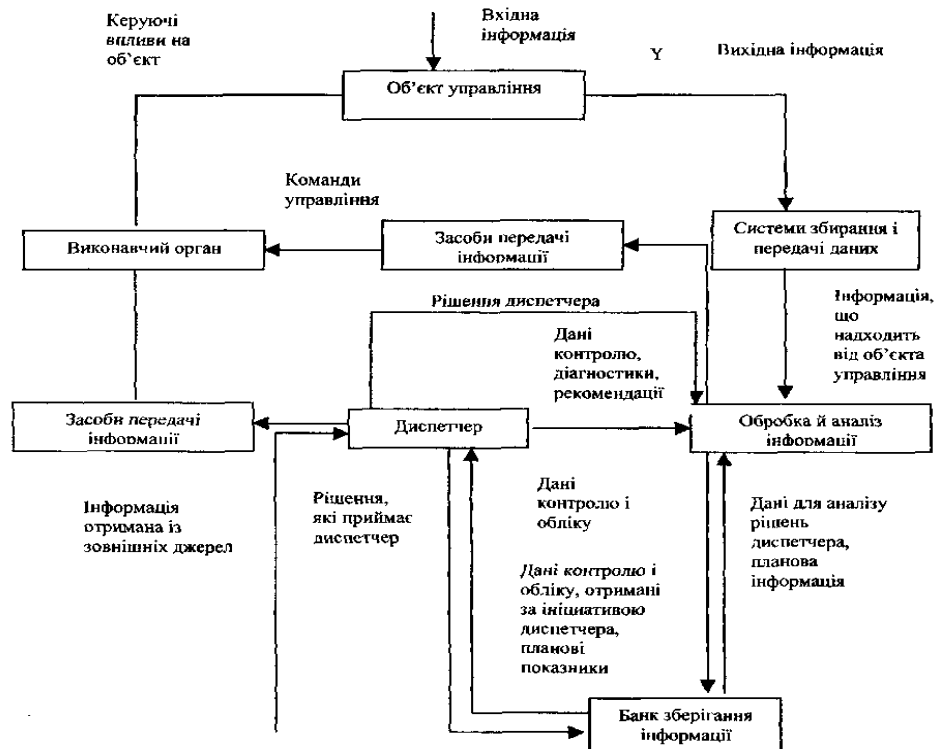 Керуючі
впливи на
об’єкт
Вхідна
інформація
Y
Вихідна інформація
Об’єкт управління
Команди
управління
Виконавчий орган
Засоби передачі
інформації
Системи збирання і
передачі даних
Рішення диспетчера
Інформація,
що
надходить
від об’єкта
управління
Дані
контролю,
діагностики,
рекомендації
Засоби передачі
інформації
Диспетчер
Обробка й аналіз
інформації
Інформація
отримана із
зовнішніх джерел
Рішення,
які приймає
диспетчер
Дані
контролю і
обліку
Дані для аналізу
рішень
диспетчера,
планова
інформація
Дані контролю і
обліку, отримані
за ініціативою
диспетчера,
планові
показники
Банк зберігання
інформації